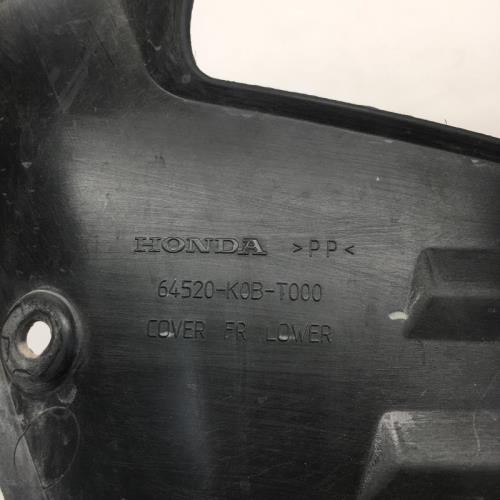 HONDA >PP<
64520-K0B-T000
COVER FR LOWER